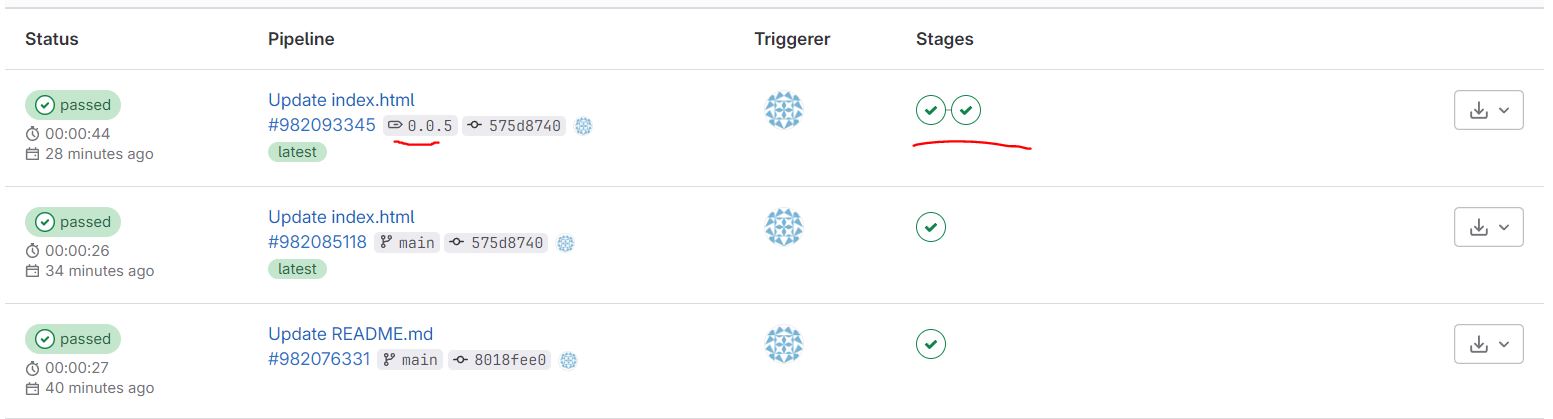 Status Pipeline Triggerer Stages
passed
Update index.html
#982093345 0.0.5 575d8740
00:00:44
28 minutes ago
latest
passed
Update index.html
#982085118 main 575d8740
00:00:26
34 minutes ago
latest
passed
Update README.md
#982076331 main 8018fee0
00:00:27
40 minutes ago